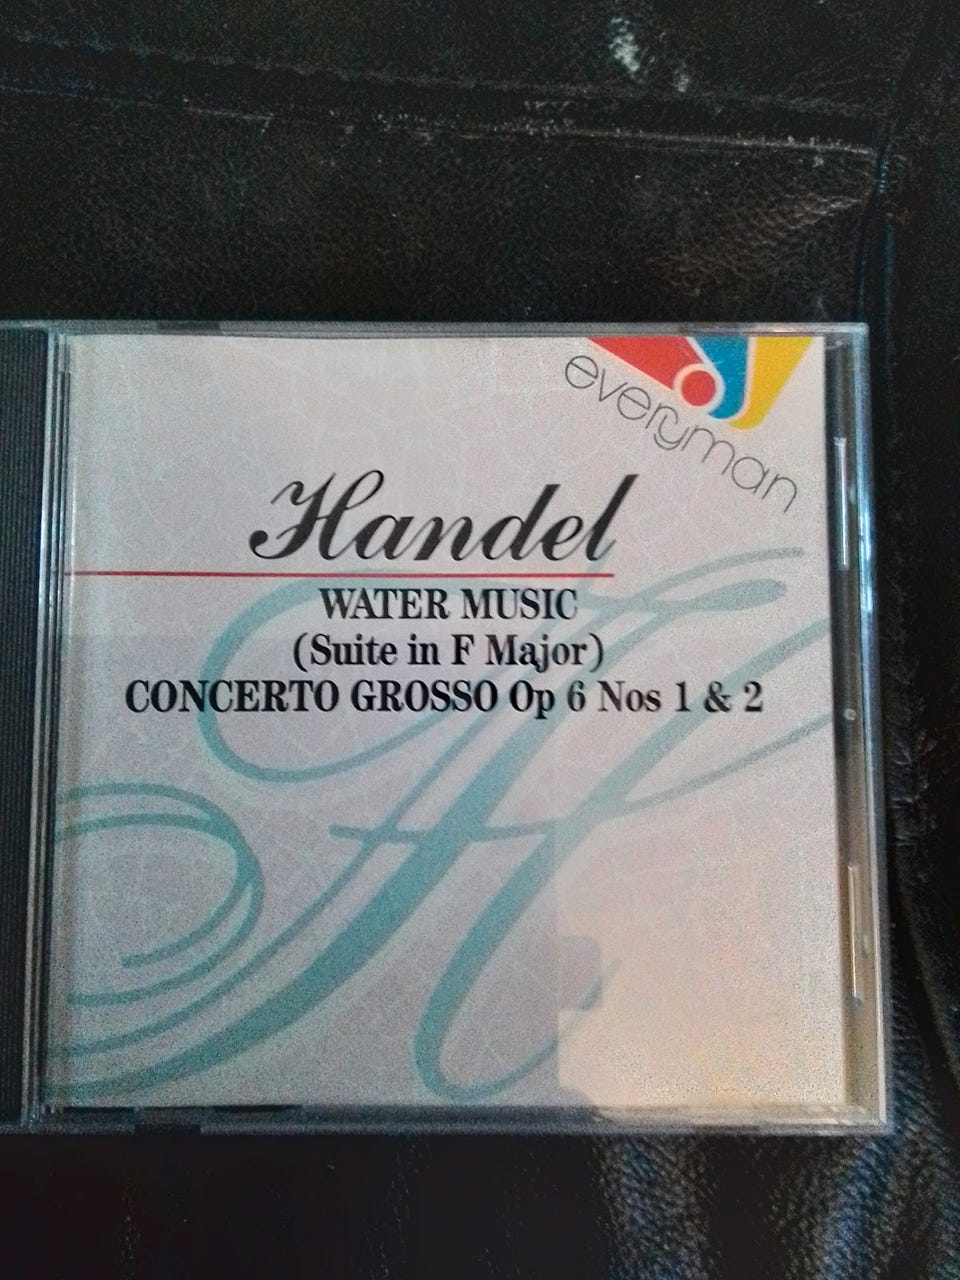 everyman
Handel
WATER MUSIC
(Suite in F Major)
CONCERTO GROSSO Op 6 Nos 1 & 2